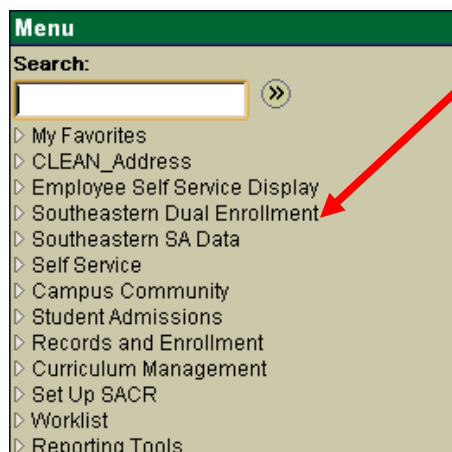 Menu
Search:
My Favorites
CLEAN_Address
Employee Self Service Display
Southeastern Dual Enrollment
Southeastern SA Data
Self Service
Campus Community
Student Admissions
Records and Enrollment
Curriculum Management
Set Up SACR
Worklist
Reporting Tools